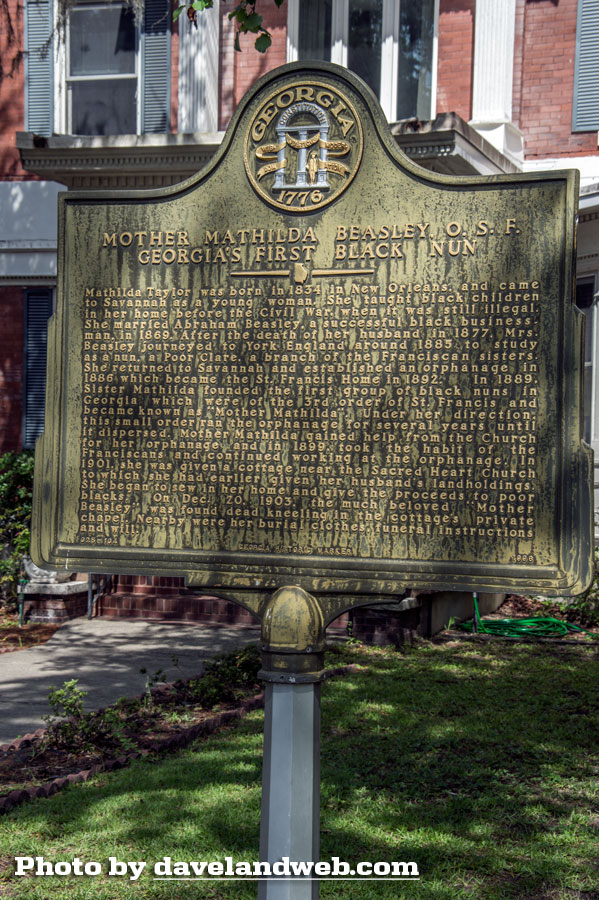 GEORGIA
CONSTITUTION
1776
MOTHER MATHILDA BEASLEY, O. S. F.
GEORGIA'S FIRST BLACK NUN
Mathilda Taylor was born in 1834 in New Orleans, and came
to Savannah as a young woman. She taught black children
in her home before the Civil War, when it was still illegal.
She married Abraham Beasley, a successful black business-
man, in 1869. After the death of her husband in 1877, Mrs.
Beasley journeyed to York England around 1885 to study
as a nun, a Poor Clare, a branch of the Franciscan sisters.
She returned to Savannah and established an orphanage in
1886 which became the St. Francis Home in 1892. In 1889,
Sister Mathilda founded the first group of black nuns in
Georgia which were of the 3rd order of St. Francis and
became known as "Mother Mathilda". Under her direction,
this small order ran the orphanage for several years until
it dispersed. Mother Mathilda gained help from the Church
for her orphanage and in 1899 took the habit of the
Franciscans and continued working at the orphanage. In
1901, she was given a cottage near the Sacred Heart Church
to which she had earlier given her husband's landholdings.
She began to sew in her home and give the proceeds to poor
blacks. On Dec. 20, 1903, the much beloved "Mother
Beasley" was found dead kneeling in the cottage's private
chapel. Nearby were her burial clothes, funeral instructions
and will.
025-104
GEORGIA HISTORIC MARKER
1988
Photo by davelandweb.com